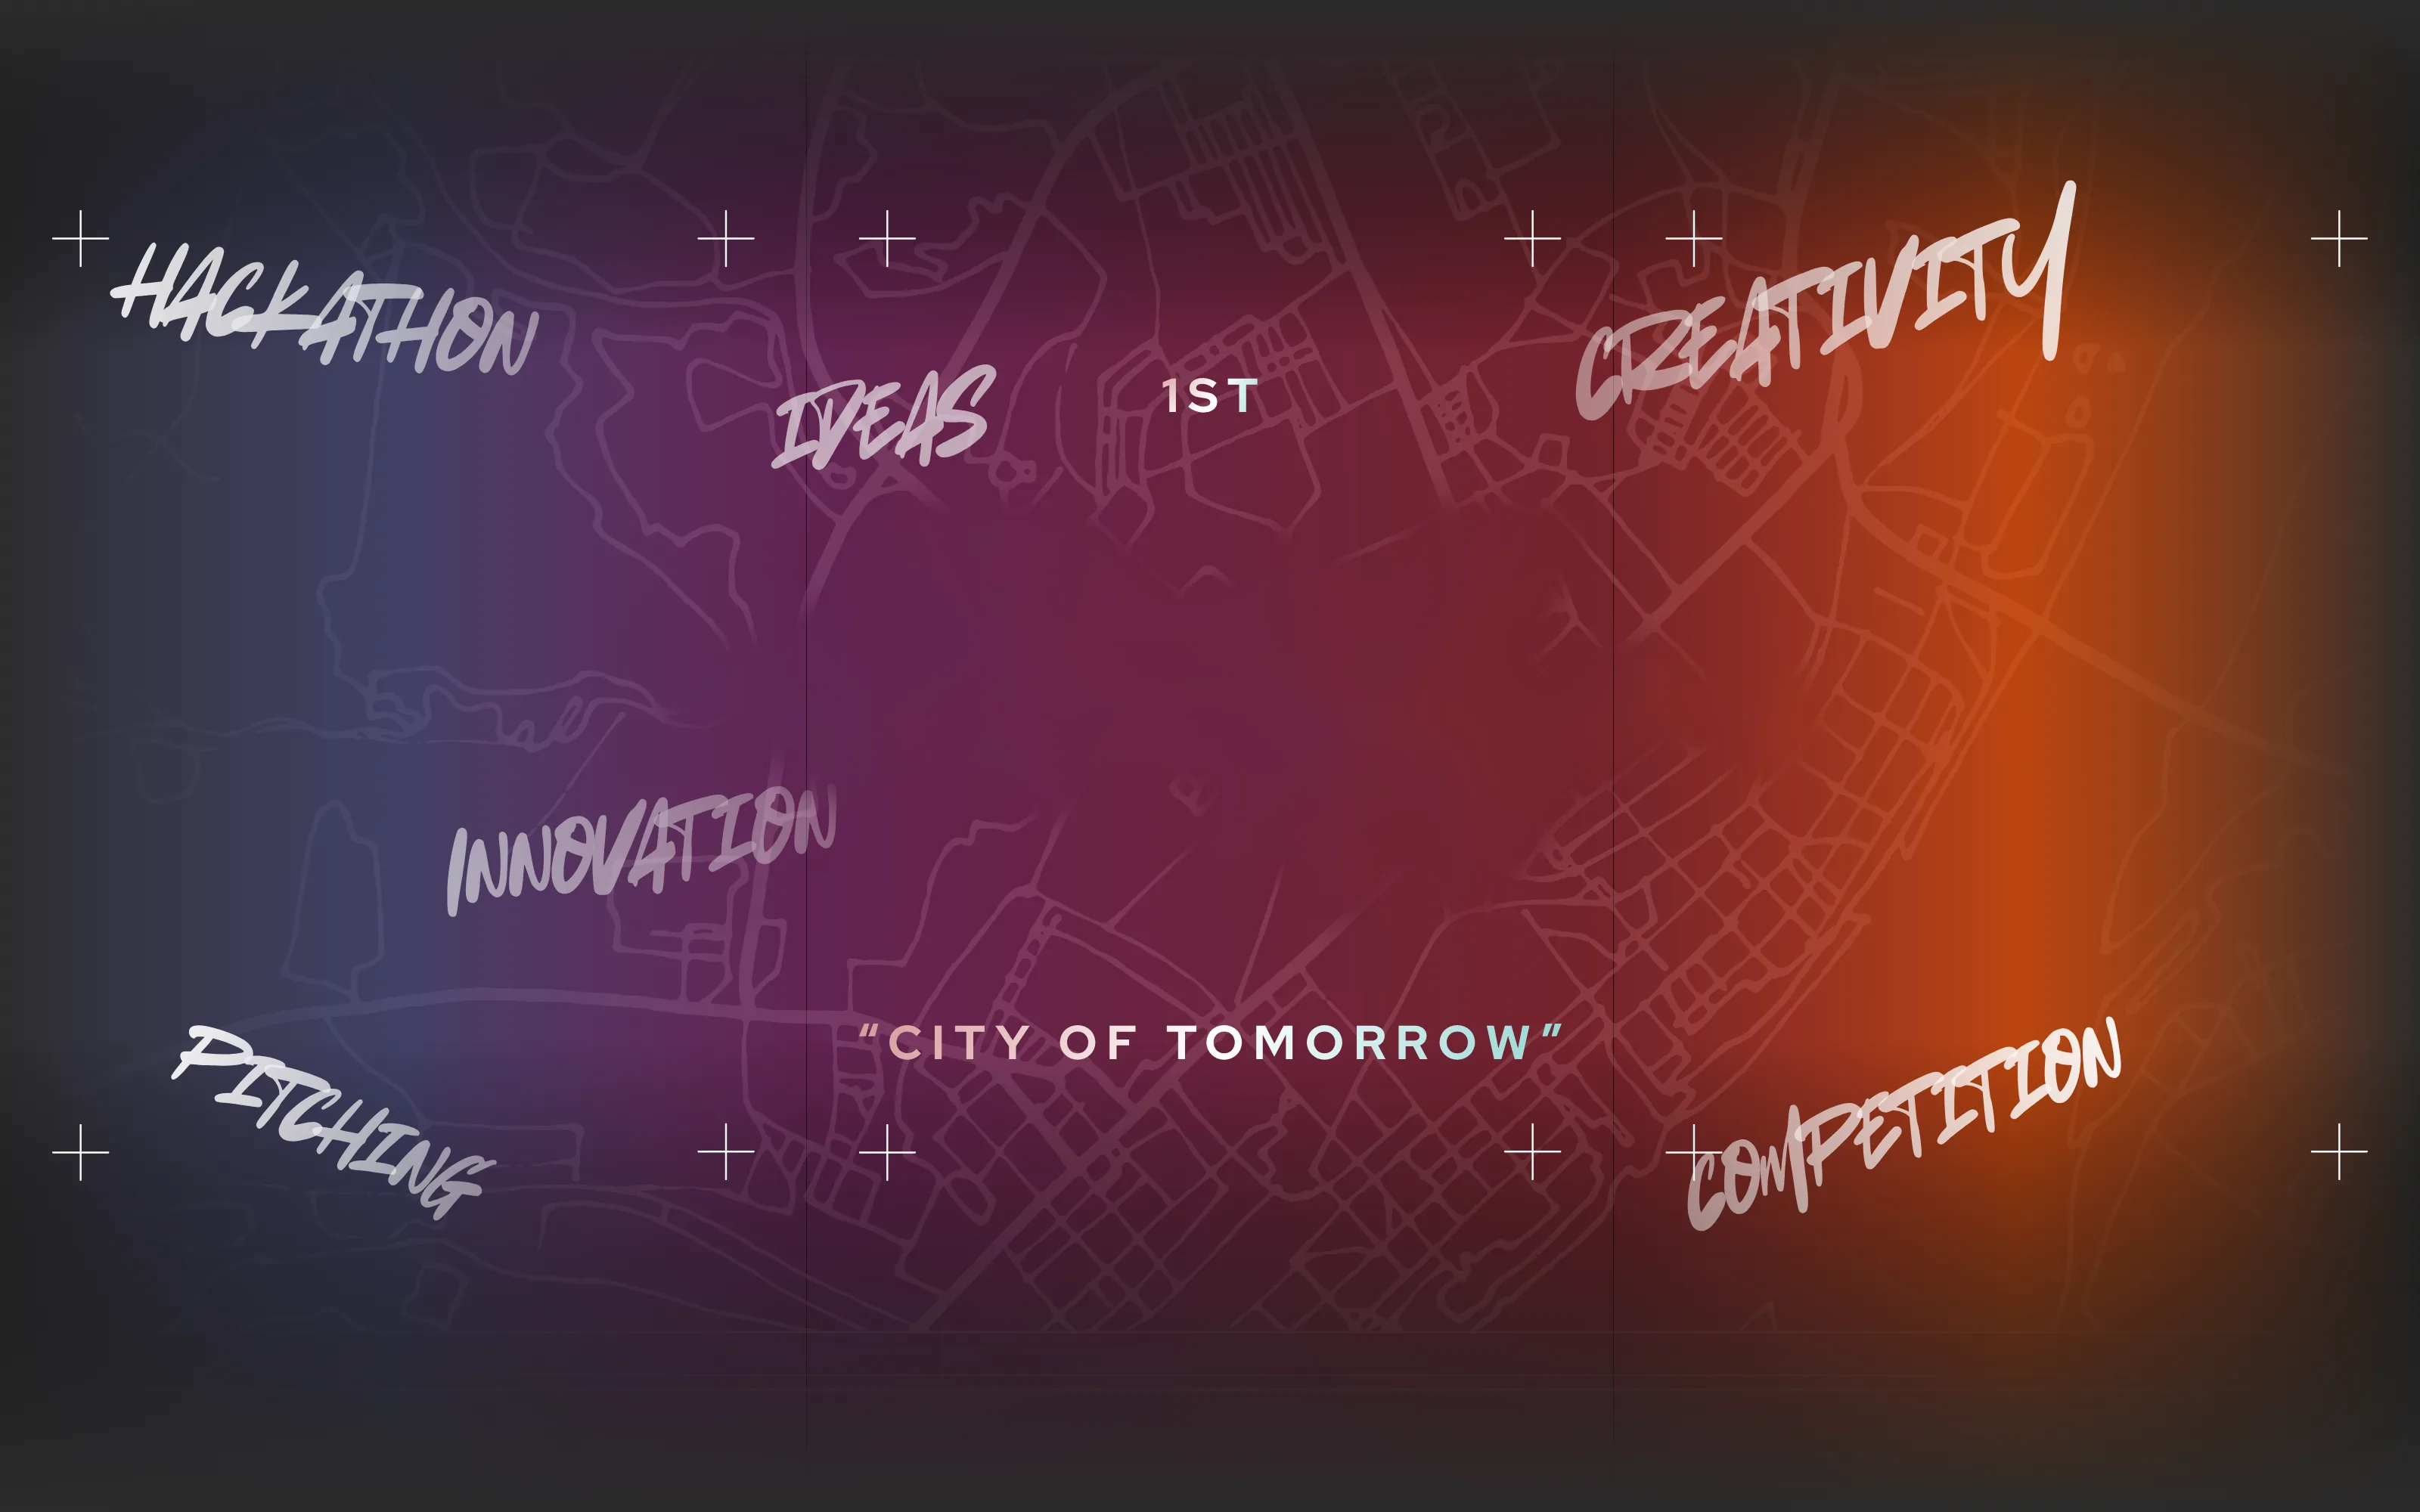 HACKATHON
CREATIVITY
IDEAS
1ST
INNOVATION
"CITY OF TOMORROW"
PITCHING
COMPETITION